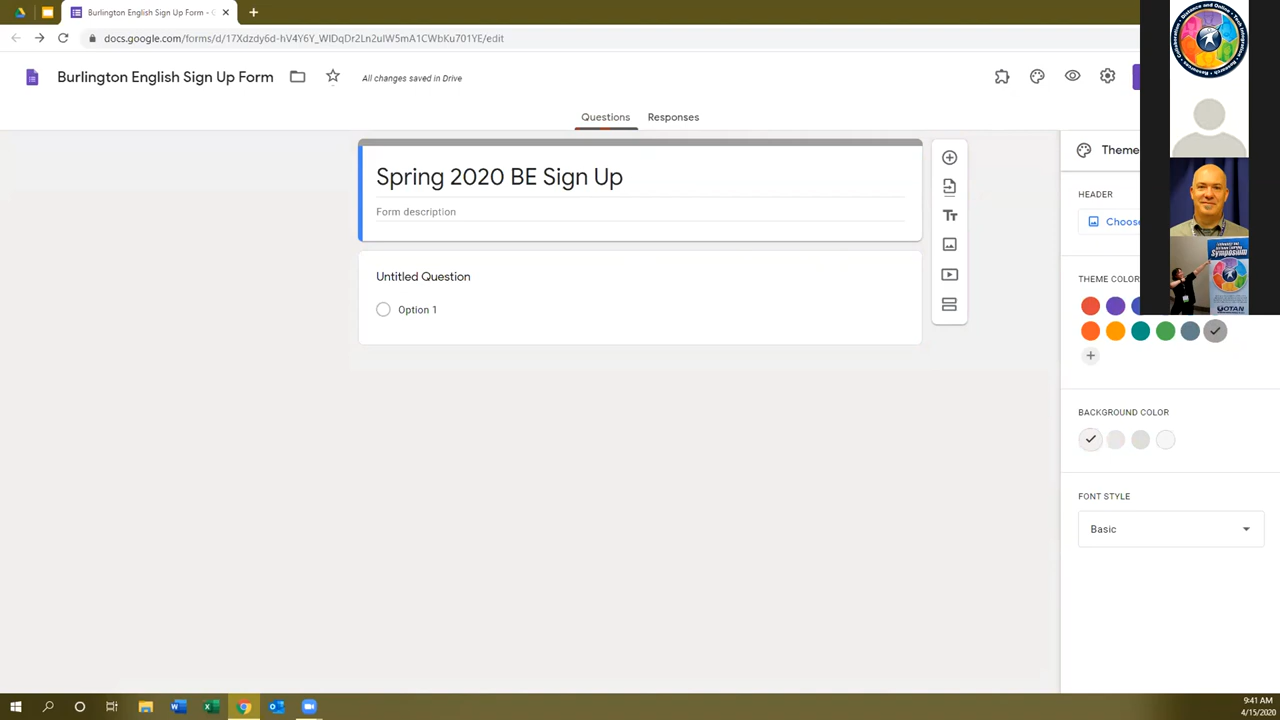 Burlington English Sign Up Form - G
docs.google.com/forms/d/17Xdzdy6d-hV4Y6Y_WIDqDr2Ln2uIW5mA1CWbKu701YE/edit
Burlington English Sign Up Form
All changes saved in Drive
Questions
Responses
Spring 2020 BE Sign Up
Form description
Untitled Question
Option 1
Tт
Theme
HEADER
Choose
THEME COLOR
BACKGROUND COLOR
FONT STYLE
Basic
Symposium
OTAN
9:41 AM
4/15/2020